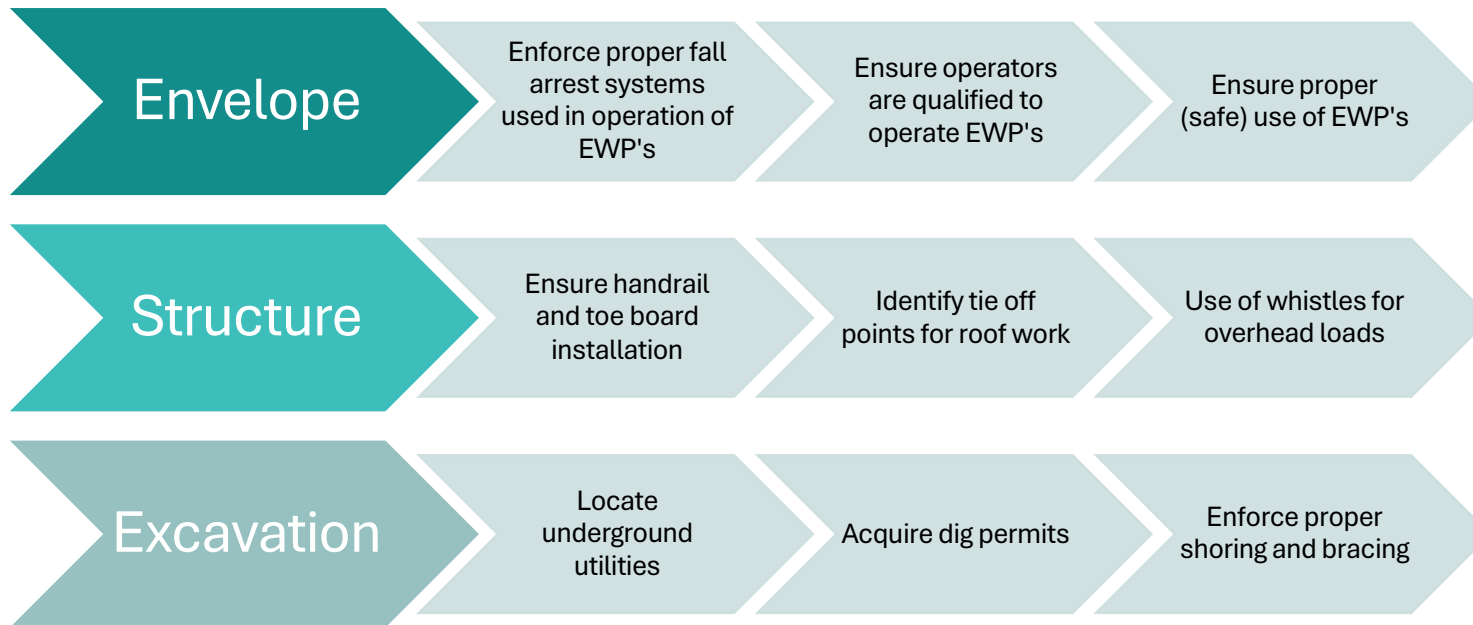 Envelope
Enforce proper fall
arrest systems
used in operation of
EWP's
Ensure operators
are qualified to
operate EWP's
Ensure proper
(safe) use of EWP's
Structure
Ensure handrail
and toe board
installation
Identify tie off
points for roof work
Use of whistles for
overhead loads
Excavation
Locate
underground
utilities
Acquire dig permits
Enforce proper
shoring and bracing